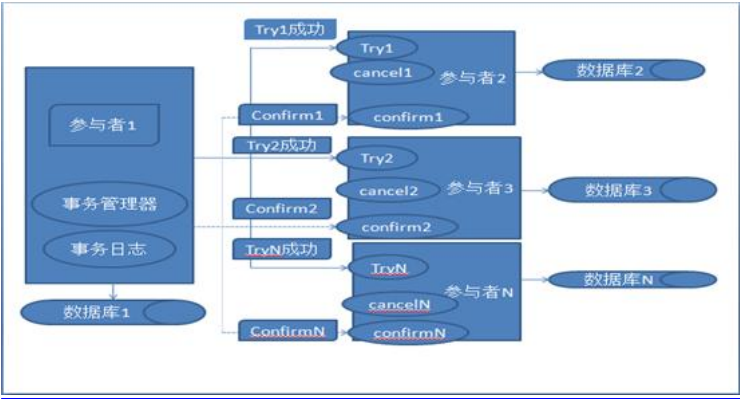 Try1成功
Try1
cancel1
参与者2
数据库2
参与者1
Confirm1
confirm1
Try2成功
Try2
cancel2
参与者3
数据库3
事务管理器
Confirm2
confirm2
事务日志
TryN成功
TryN
参与者N
数据库N
cancelN
数据库1
ConfirmN
confirmN